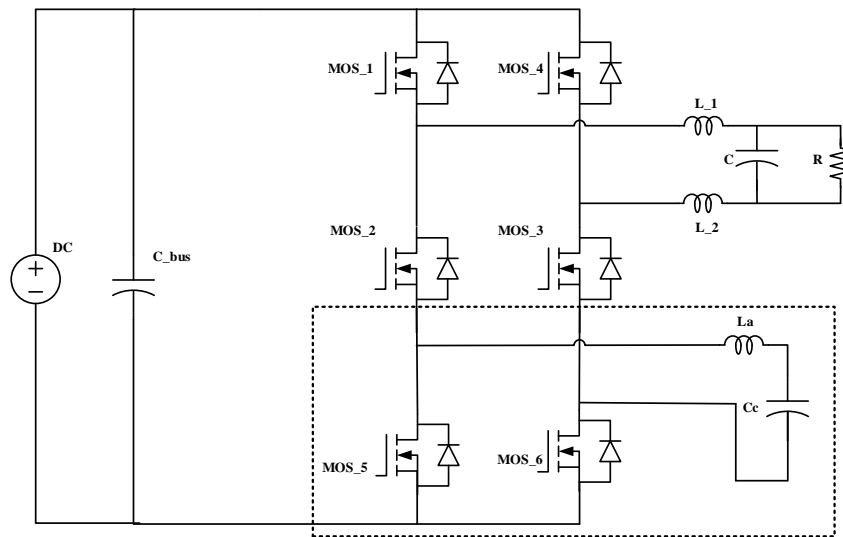 MOS_1
MOS_4
L_1
C
R
MOS_2
MOS_3
L_2
DC
C_bus
La
Cc
MOS_5
MOS_6